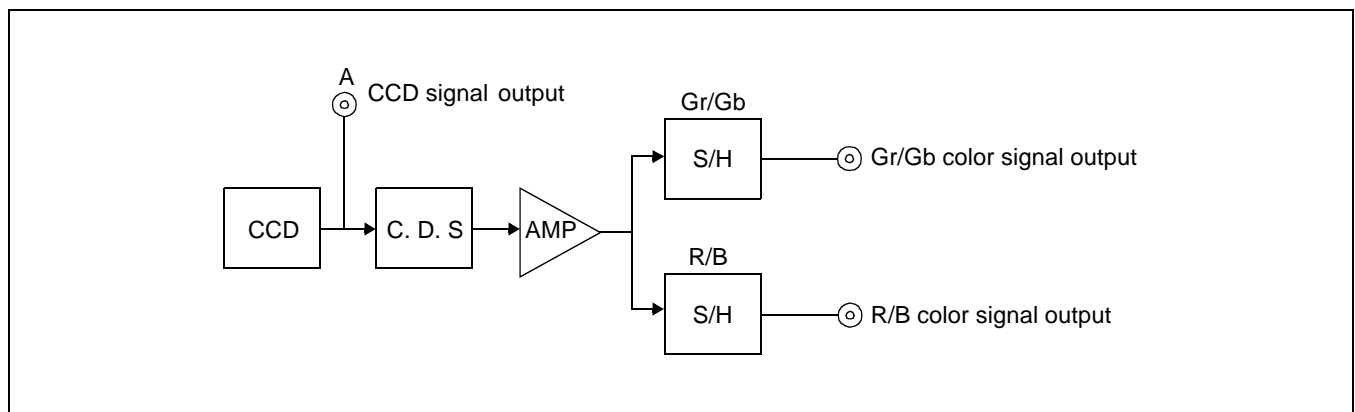 A
CCD signal output
Gr/Gb
S/H
Gr/Gb color signal output
CCD
C. D. S
AMP
R/B
S/H
R/B color signal output